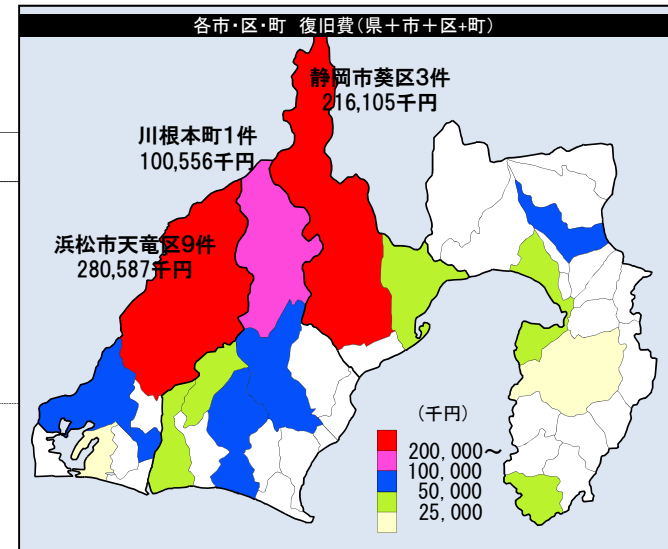 各市・区・町 復旧費(県＋市＋区+町)
静岡市葵区3件
216,105千円
川根本町1件
100,556千円
浜松市天竜区9件
280,587千円
(千円)
200,000～
100,000
50,000
25,000